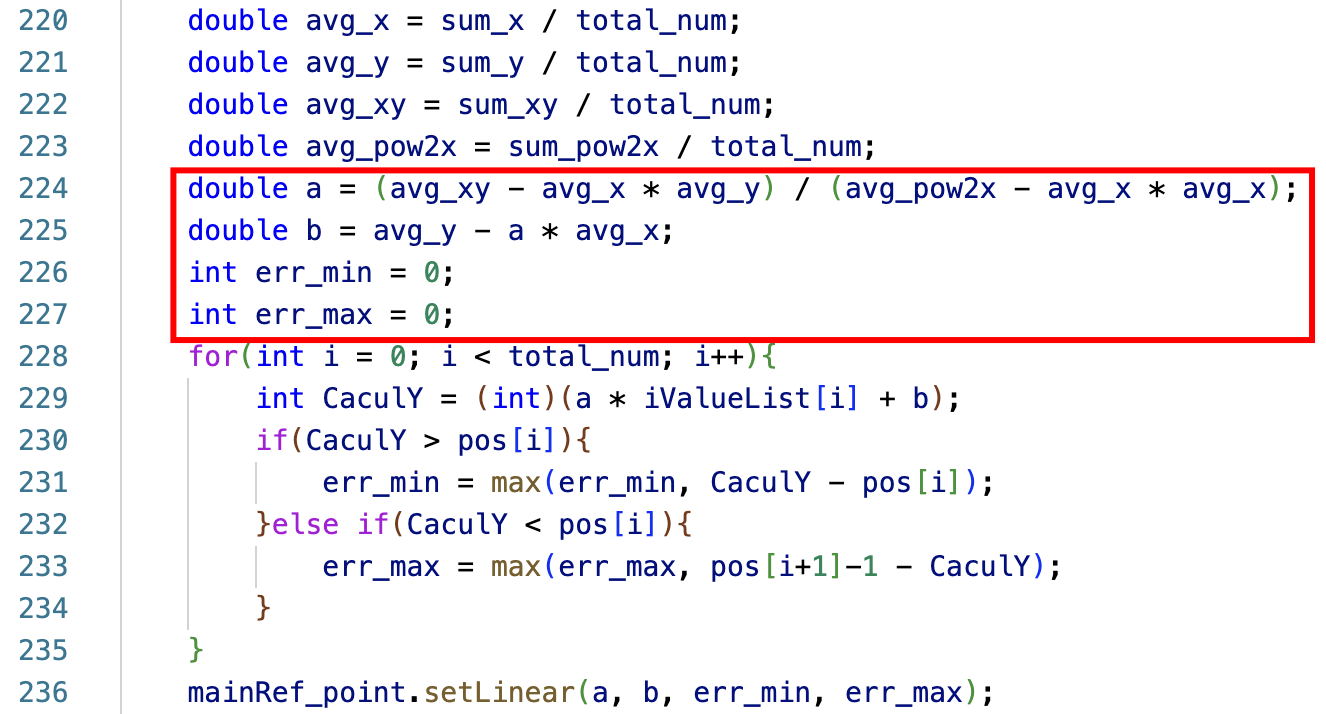 220 double avg_x = sum_x / total_num;
221 double avg_y = sum_y / total_num;
222 double avg_xy = sum_xy / total_num;
223 double avg_pow2x = sum_pow2x / total_num;
224 double a = (avg_xy - avg_x * avg_y) / (avg_pow2x - avg_x * avg_x);
225 double b = avg_y - a * avg_x;
226 int err_min = 0;
227 int err_max = 0;
228 for(int i = 0; i < total_num; i++){
229 int CaculY = (int)(a * iValueList[i] + b);
230 if(CaculY > pos[i]){
231 err_min = max(err_min, CaculY - pos[i]);
232 }else if(CaculY < pos[i]){
233 err_max = max(err_max, pos[i+1]-1 - CaculY);
234 }
235 }
236 mainRef_point.setLinear(a, b, err_min, err_max);